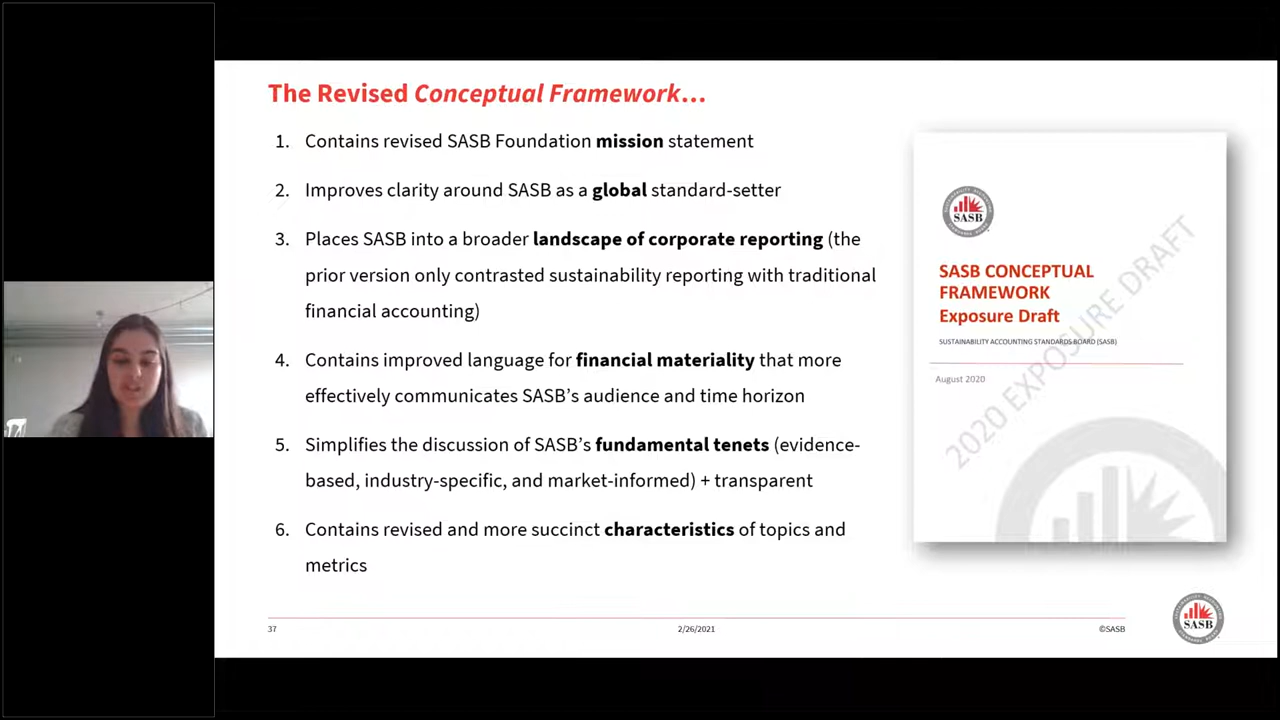 The Revised Conceptual Framework...
1. Contains revised SASB Foundation mission statement
2. Improves clarity around SASB as a global standard-setter
3. Places SASB into a broader landscape of corporate reporting (the
prior version only contrasted sustainability reporting with traditional
financial accounting)
4. Contains improved language for financial materiality that more
effectively communicates SASB's audience and time horizon
5. Simplifies the discussion of SASB's fundamental tenets (evidence-
based, industry-specific, and market-informed) + transparent
6. Contains revised and more succinct characteristics of topics and
metrics
SASB
SASB CONCEPTUAL
FRAMEWORK
Exposure Draft
SUSTAINABILITY ACCOUNTING STANDARDS BOARD (SASB)
August 2020
2020 EXPOSURE DRAFT
37
2/26/2021
©SASB
SASB